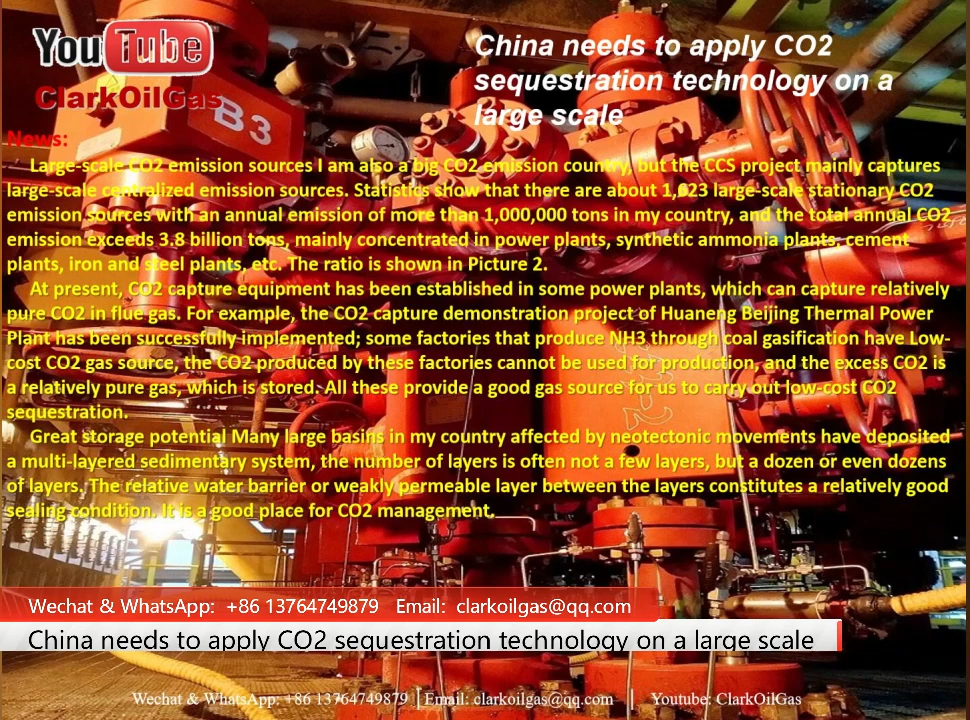 YouTube
ClarkOilGas
China needs to apply CO2
sequestration technology on a
large scale
B3
News:
Large-scale CO2 emission sources I am also a big CO2 emission country, but the CCS project mainly captures
large-scale centralized emission sources. Statistics show that there are about 1,623 large-scale stationary CO2
emission sources with an annual emission of more than 1,000,000 tons in my country, and the total annual CO2
emission exceeds 3.8 billion tons, mainly concentrated in power plants, synthetic ammonia plants, cement
plants, iron and steel plants, etc. The ratio is shown in Picture 2.
At present, CO2 capture equipment has been established in some power plants, which can capture relatively
pure CO2 in flue gas. For example, the CO2 capture demonstration project of Huaneng Beijing Thermal Power
Plant has been successfully implemented; some factories that produce NH3 through coal gasification have Low-
cost CO2 gas source, the CO2 produced by these factories cannot be used for production, and the excess CO2 is
a relatively pure gas, which is stored. All these provide a good gas source for us to carry out low-cost CO2
sequestration.
Great storage potential Many large basins in my country affected by neotectonic movements have deposited
a multi-layered sedimentary system, the number of layers is often not a few layers, but a dozen or even dozens
of layers. The relative water barrier or weakly permeable layer between the layers constitutes a relatively good
sealing condition. It is a good place for CO2 management.
Wechat & WhatsApp: +86 13764749879 Email: clarkoilgas@qq.com
China needs to apply CO2 sequestration technology on a large scale
Wechat & WhatsApp: +86 13764749879 | Email: clarkoilgas@qq.com | Youtube: ClarkOilGas